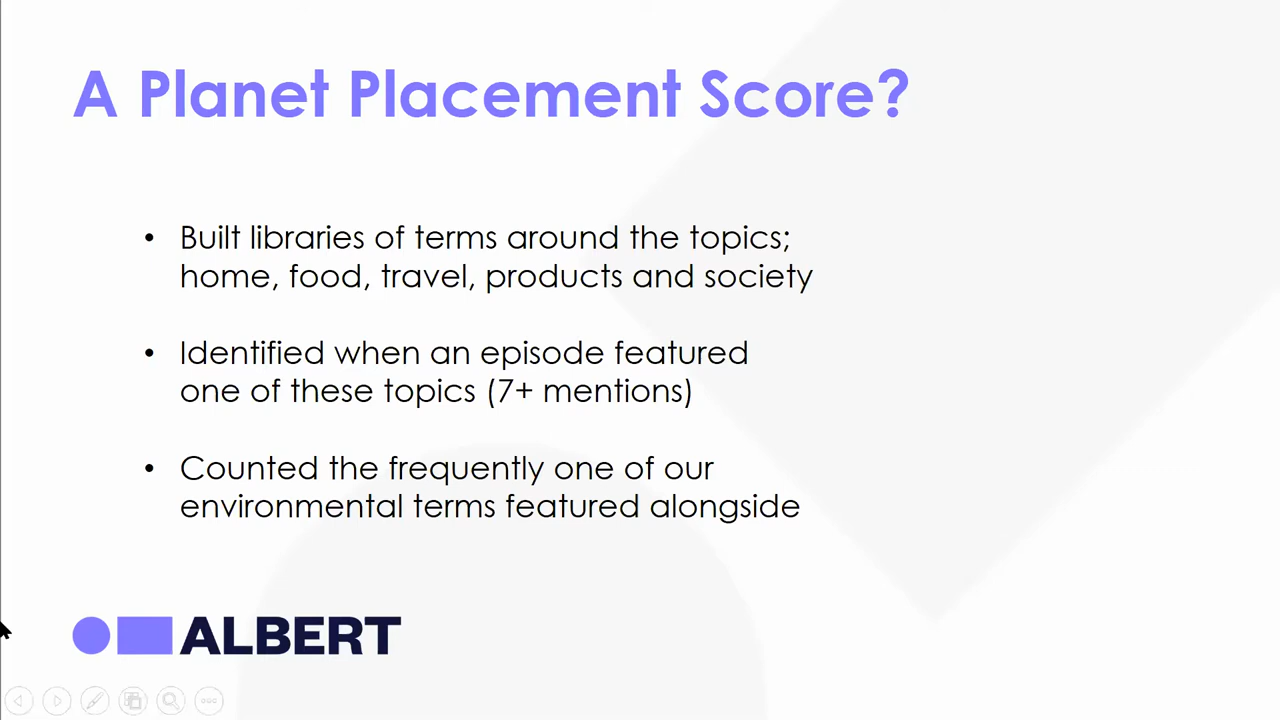 A Planet Placement Score?
• Built libraries of terms around the topics;
home, food, travel, products and society
• Identified when an episode featured
one of these topics (7+ mentions)
• Counted the frequently one of our
environmental terms featured alongside
ALBERT